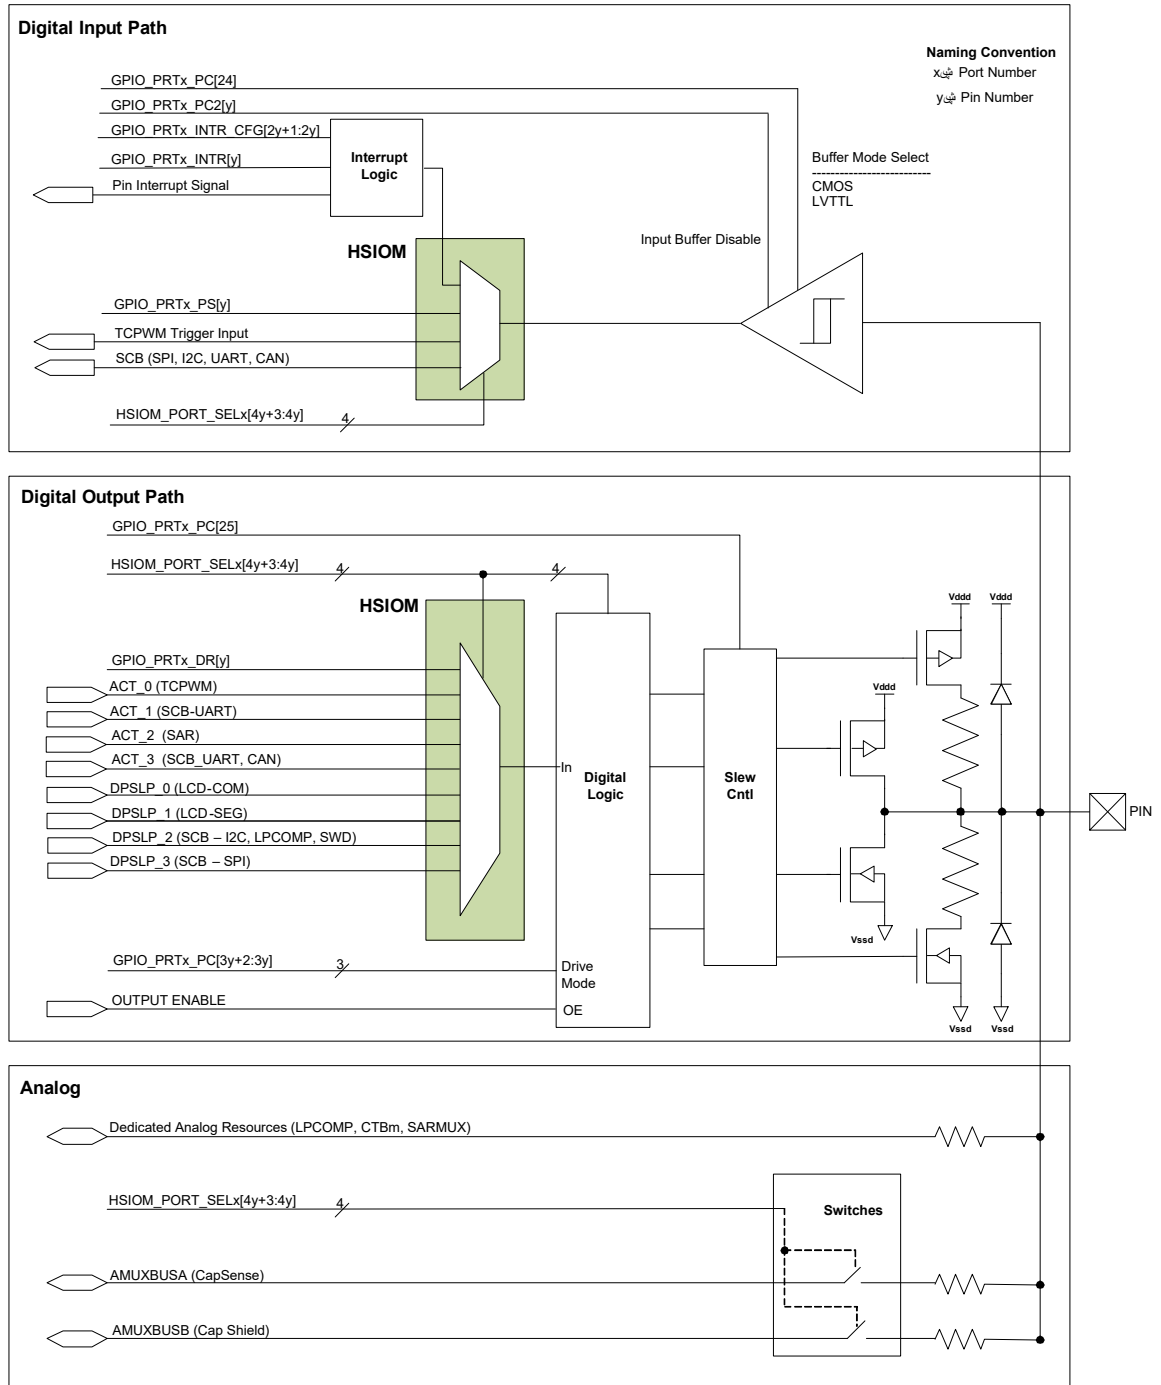 Digital Input Path
Naming Convention
Port Number
Pin Number
GPIO_PRTx_PC[24]
GPIO_PRTx_PC2[y]
GPIO_PRTx_INTR_CFG[2y+1:2y]
GPIO_PRTx_INTR[y]
Pin Interrupt Signal
Interrupt
Logic
Buffer Mode Select
CMOS
LVTTL
Input Buffer Disable
HSIOM
GPIO_PRTx_PS[y]
TCPWM Trigger Input
SCB (SPI, I2C, UART, CAN)
HSIOM_PORT_SELx[4y+3:4y]
4
Digital Output Path
GPIO_PRTx_PC[25]
HSIOM_PORT_SELx[4y+3:4y]
4
4
HSIOM
Vddd
Vddd
GPIO_PRTx_DR[y]
ACT_0 (TCPWM)
ACT_1 (SCB-UART)
ACT_2 (SAR)
ACT_3 (SCB_UART, CAN)
DPSLP_0 (LCD-COM)
DPSLP_1 (LCD-SEG)
DPSLP_2 (SCB – I2C, LPCOMP, SWD)
DPSLP_3 (SCB – SPI)
In
Digital
Logic
Slew
Cntl
Vddd
PIN
Vssd
GPIO_PRTx_PC[3y+2:3y]
3
Drive
Mode
OUTPUT ENABLE
OE
Vssd
Vssd
Analog
Dedicated Analog Resources (LPCOMP, CTBm, SARMUX)
HSIOM_PORT_SELx[4y+3:4y]
4
Switches
AMUXBUSA (CapSense)
AMUXBUSB (Cap Shield)